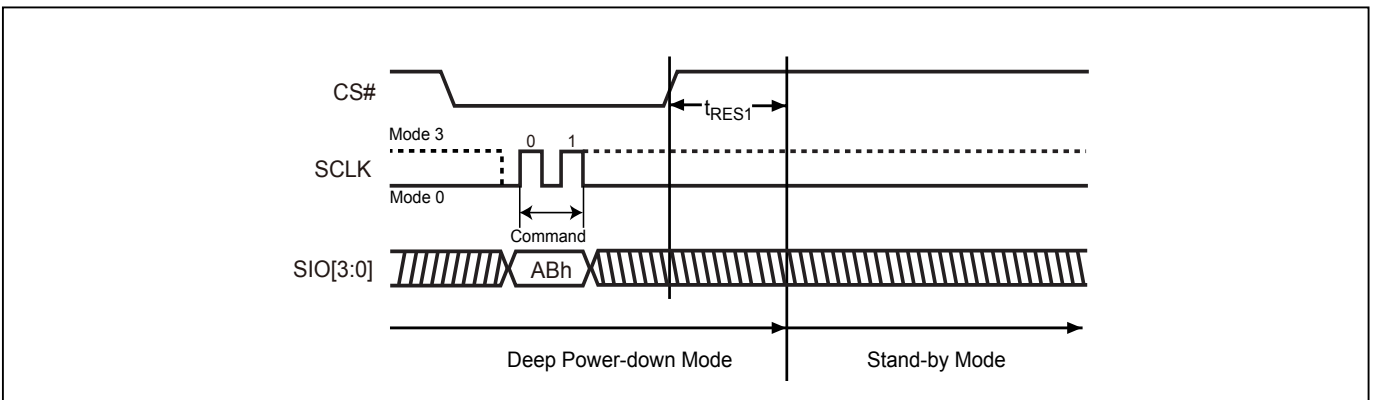 CS#
tRES1
Mode 3
0 1
SCLK
Mode 0
Command
SIO[3:0] ABh
Deep Power-down Mode Stand-by Mode